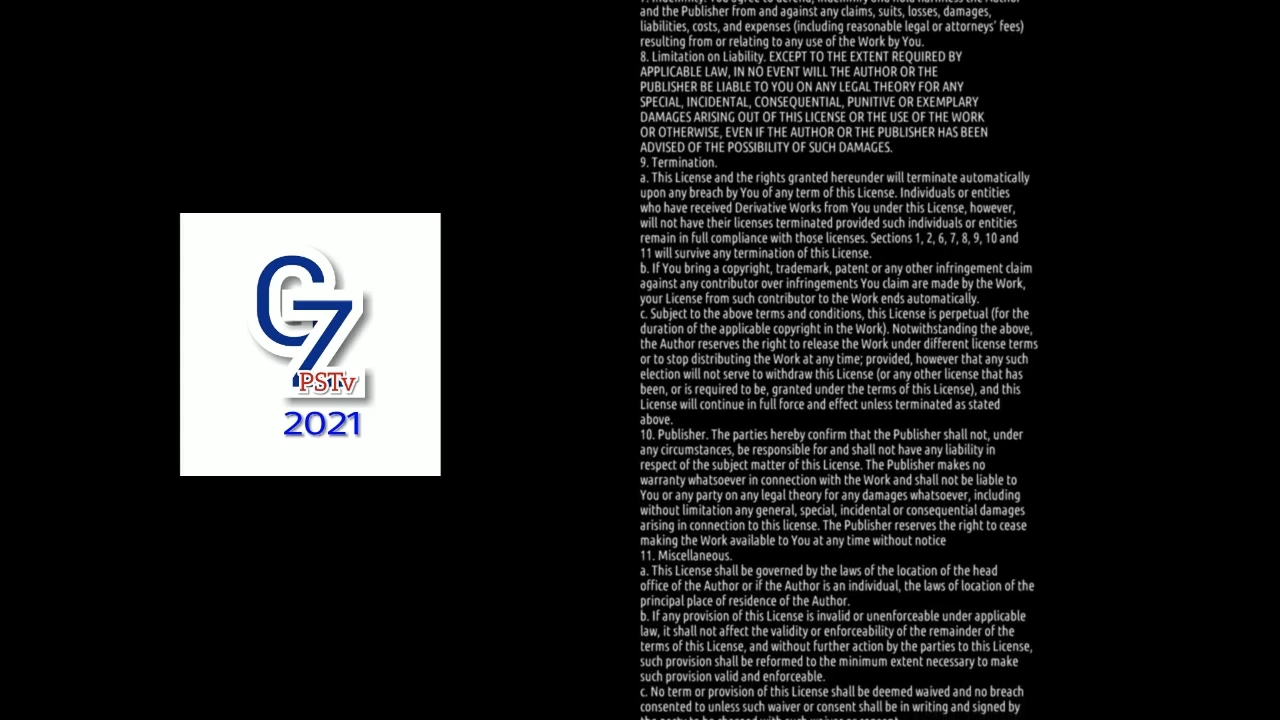 G7
PSTv
2021
and the Publisher from and against any claims, suits, losses, damages,
liabilities, costs, and expenses (including reasonable legal or attorneys' fees)
resulting from or relating to any use of the Work by You.
8. Limitation on Liability. EXCEPT TO THE EXTENT REQUIRED BY
APPLICABLE LAW, IN NO EVENT WILL THE AUTHOR OR THE
PUBLISHER BE LIABLE TO YOU ON ANY LEGAL THEORY FOR ANY
SPECIAL, INCIDENTAL, CONSEQUENTIAL, PUNITIVE OR EXEMPLARY
DAMAGES ARISING OUT OF THIS LICENSE OR THE USE OF THE WORK
OR OTHERWISE, EVEN IF THE AUTHOR OR THE PUBLISHER HAS BEEN
ADVISED OF THE POSSIBILITY OF SUCH DAMAGES.
9. Termination.
a. This License and the rights granted hereunder will terminate automatically
upon any breach by You of any term of this License. Individuals or entities
who have received Derivative Works from You under this License, however,
will not have their licenses terminated provided such individuals or entities
remain in full compliance with those licenses. Sections 1, 2, 6, 7, 8, 9, 10 and
11 will survive any termination of this License.
b. If You bring a copyright, trademark, patent or any other infringement claim
against any contributor over infringements You claim are made by the Work,
your License from such contributor to the Work ends automatically.
c. Subject to the above terms and conditions, this License is perpetual (for the
duration of the applicable copyright in the Work). Notwithstanding the above,
the Author reserves the right to release the Work under different license terms
or to stop distributing the Work at any time; provided, however that any such
election will not serve to withdraw this License (or any other license that has
been, or is required to be, granted under the terms of this License), and this
License will continue in full force and effect unless terminated as stated
above.
10. Publisher. The parties hereby confirm that the Publisher shall not, under
any circumstances, be responsible for and shall not have any liability in
respect of the subject matter of this License. The Publisher makes no
warranty whatsoever in connection with the Work and shall not be liable to
You or any party on any legal theory for any damages whatsoever, including
without limitation any general, special, incidental or consequential damages
arising in connection to this license. The Publisher reserves the right to cease
making the Work available to You at any time without notice
11. Miscellaneous.
a. This License shall be governed by the laws of the location of the head
office of the Author or if the Author is an individual, the laws of location of the
principal place of residence of the Author.
b. If any provision of this License is invalid or unenforceable under applicable
law, it shall not affect the validity or enforceability of the remainder of the
terms of this License, and without further action by the parties to this License,
such provision shall be reformed to the minimum extent necessary to make
such provision valid and enforceable.
c. No term or provision of this License shall be deemed waived and no breach
consented to unless such waiver or consent shall be in writing and signed by